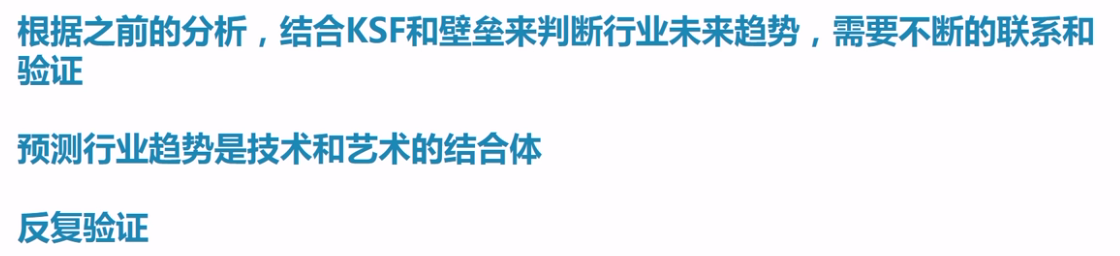 根据之前的分析，结合KSF和壁垒来判断行业未来趋势，需要不断的联系和
验证
预测行业趋势是技术和艺术的结合体
反复验证